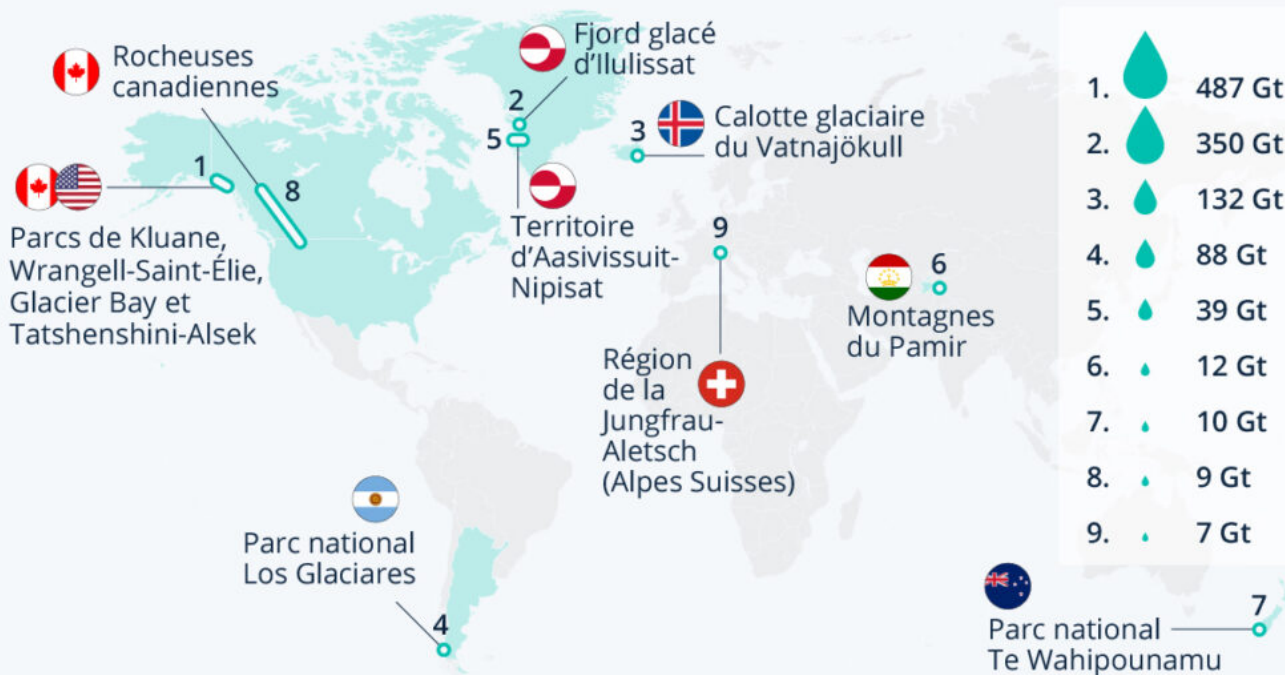 Rocheuses
canadiennes
Fjord glacé
d'Ilulissat
2
5
3
Calotte glaciaire
du Vatnajökull
1
8
Parcs de Kluane,
Wrangell-Saint-Élie,
Glacier Bay et
Tatshenshini-Alsek
Territoire
d'Aasivissuit-
Nipisat
9
6
Montagnes
du Pamir
Région
de la
Jungfrau-
Aletsch
(Alpes Suisses)
Parc national
Los Glaciares
4
7
Parc national
Te Wahipounamu
1. 487 Gt
2. 350 Gt
3. 132 Gt
4. 88 Gt
5. 39 Gt
6. 12 Gt
7. 10 Gt
8. 9 Gt
9. 7 Gt